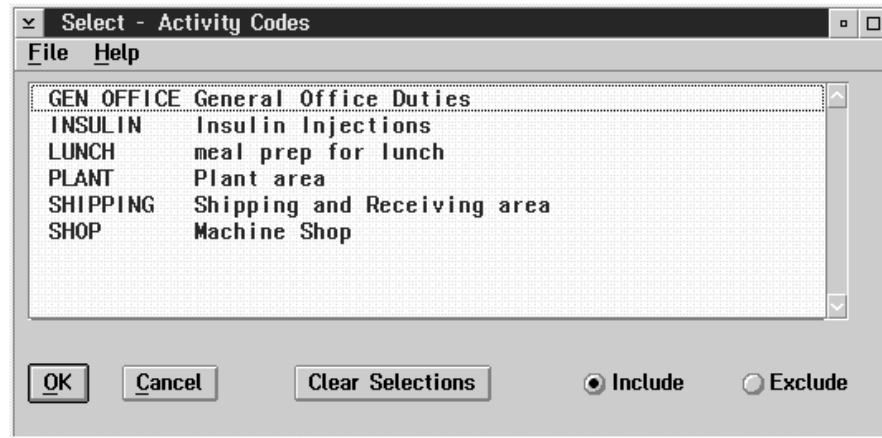 Select - Activity Codes
File Help
GEN OFFICE General Office Duties
INSULIN Insulin Injections
LUNCH meal prep for lunch
PLANT Plant area
SHIPPING Shipping and Receiving area
SHOP Machine Shop
OK Cancel Clear Selections Include Exclude